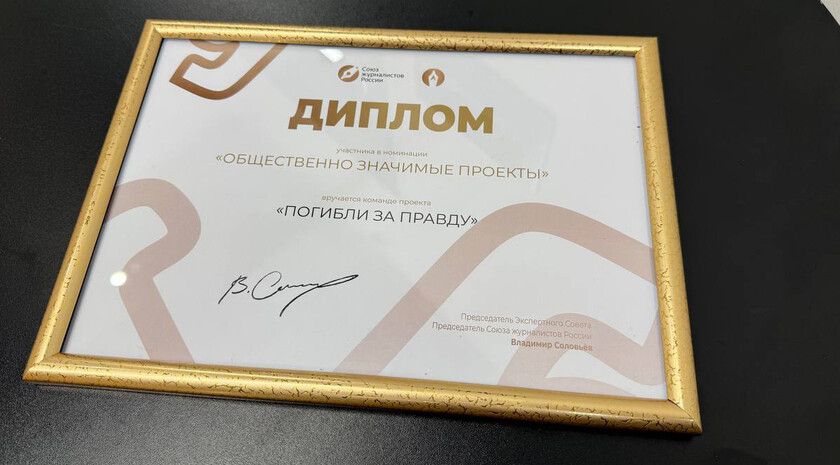 Союз
журналистов
России
ДИПЛОМ
участника в номинации
«ОБЩЕСТВЕННО ЗНАЧИМЫЕ ПРОЕКТЫ»
вручается команде проекта
«ПОГИБЛИ ЗА ПРАВДУ»
Председатель Экспертного Совета
Председатель Союза журналистов России
Владимир Соловьёв